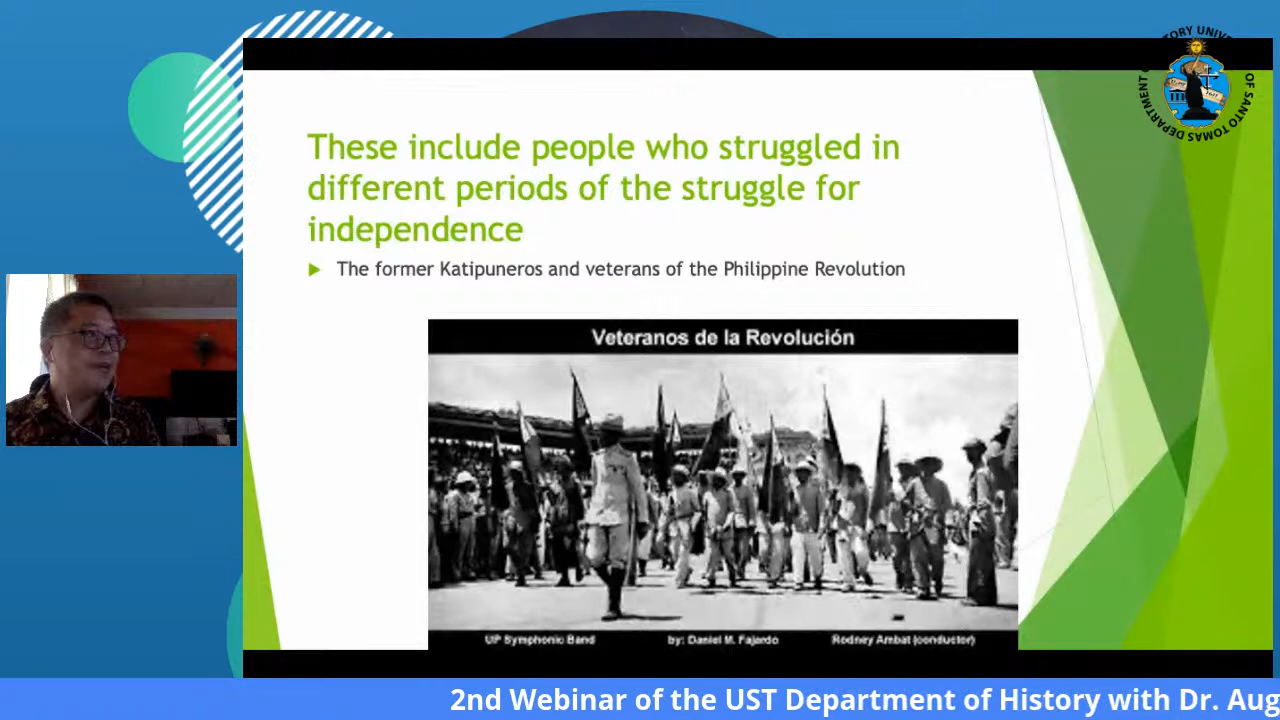 These include people who struggled in
different periods of the struggle for
independence
The former Katipuneros and veterans of the Philippine Revolution
Veteranos de la Revolución
UP Symphonic Band
by: Daniel M. Fajardo
Rodney Ambat (conductor)
2nd Webinar of the UST Department of History with Dr. Aug